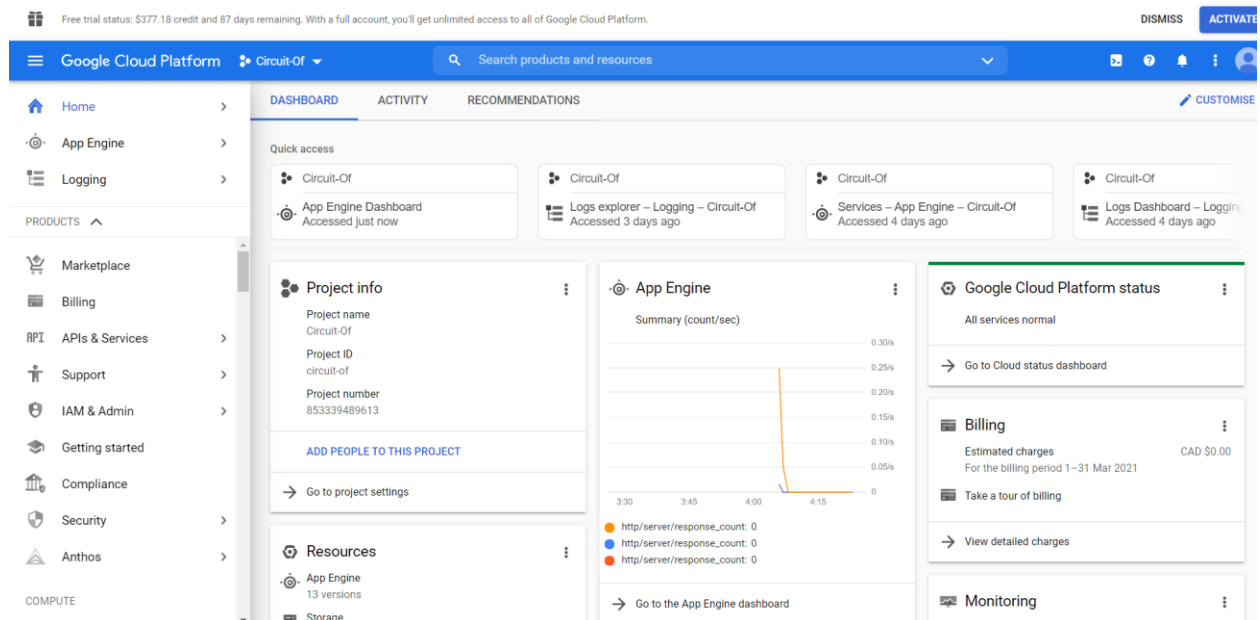 Free trial status: $377.18 credit and 87 days remaining. With a full account, you'll get unlimited access to all of Google Cloud Platform.
DISMISS
ACTIVATE
Google Cloud Platform
Circuit-Of
Search products and resources
Home
App Engine
Logging
PRODUCTS
Marketplace
Billing
API
APIs & Services
Support
IAM & Admin
Getting started
Compliance
Security
Anthos
COMPUTE
DASHBOARD
ACTIVITY
RECOMMENDATIONS
CUSTOMISE
Quick access
Circuit-Of
App Engine Dashboard
Accessed just now
Circuit-Of
Logs explorer – Logging – Circuit-Of
Accessed 3 days ago
Circuit-Of
Services – App Engine – Circuit-Of
Accessed 4 days ago
Circuit-Of
Logs Dashboard – Logging
Accessed 4 days ago
Project info
Project name
Circuit-Of
Project ID
circuit-of
Project number
853339489613
ADD PEOPLE TO THIS PROJECT
Go to project settings
Resources
App Engine
13 versions
Storage
App Engine
Summary (count/sec)
0.30/s
0.25/s
0.20/s
0.15/s
0.10/s
0.05/s
0
3:30
3:45
4:00
4:15
http/server/response_count: 0
http/server/response_count: 0
http/server/response_count: 0
Go to the App Engine dashboard
Google Cloud Platform status
All services normal
Go to Cloud status dashboard
Billing
Estimated charges
CAD $0.00
For the billing period 1–31 Mar 2021
Take a tour of billing
View detailed charges
Monitoring